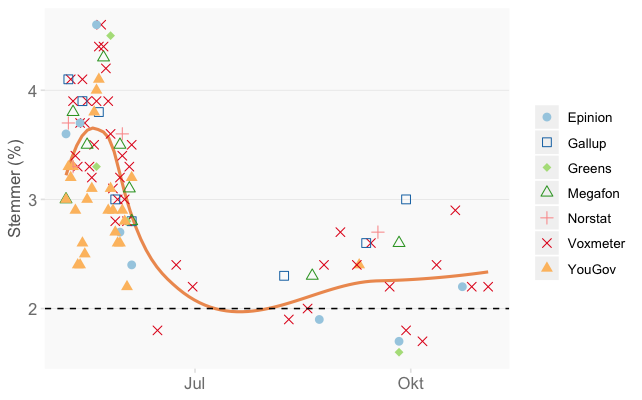 Stemmer (%)
4
3
2
Jul
Okt
Epinion
Gallup
Greens
Megafon
Norstat
Voxmeter
YouGov